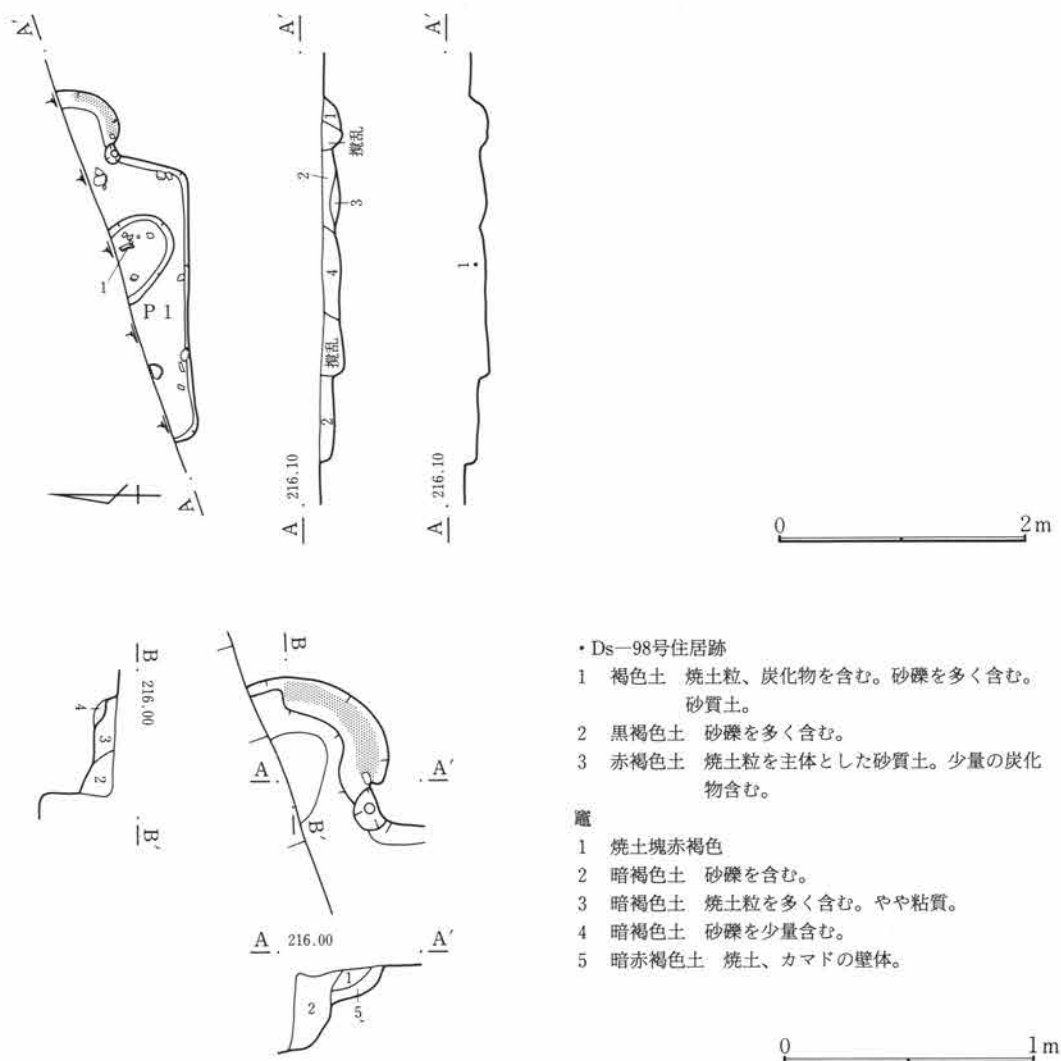 A′
A′
A′
1
攪乱
2
3
4
攪乱
2
1
1
P 1
216.10
216.10
A
A
A
0 2m
B
216.00
4
3
2
B′
B
A
A′
B′
A 216.00 A′
1
2
5
・Ds—98号住居跡
1 褐色土 焼土粒、炭化物を含む。砂礫を多く含む。
砂質土。
2 黒褐色土 砂礫を多く含む。
3 赤褐色土 焼土粒を主体とした砂質土。少量の炭化
物含む。
竈
1 焼土塊赤褐色
2 暗褐色土 砂礫を含む。
3 暗褐色土 焼土粒を多く含む。やや粘質。
4 暗褐色土 砂礫を少量含む。
5 暗赤褐色土 焼土、カマドの壁体。
0 1m